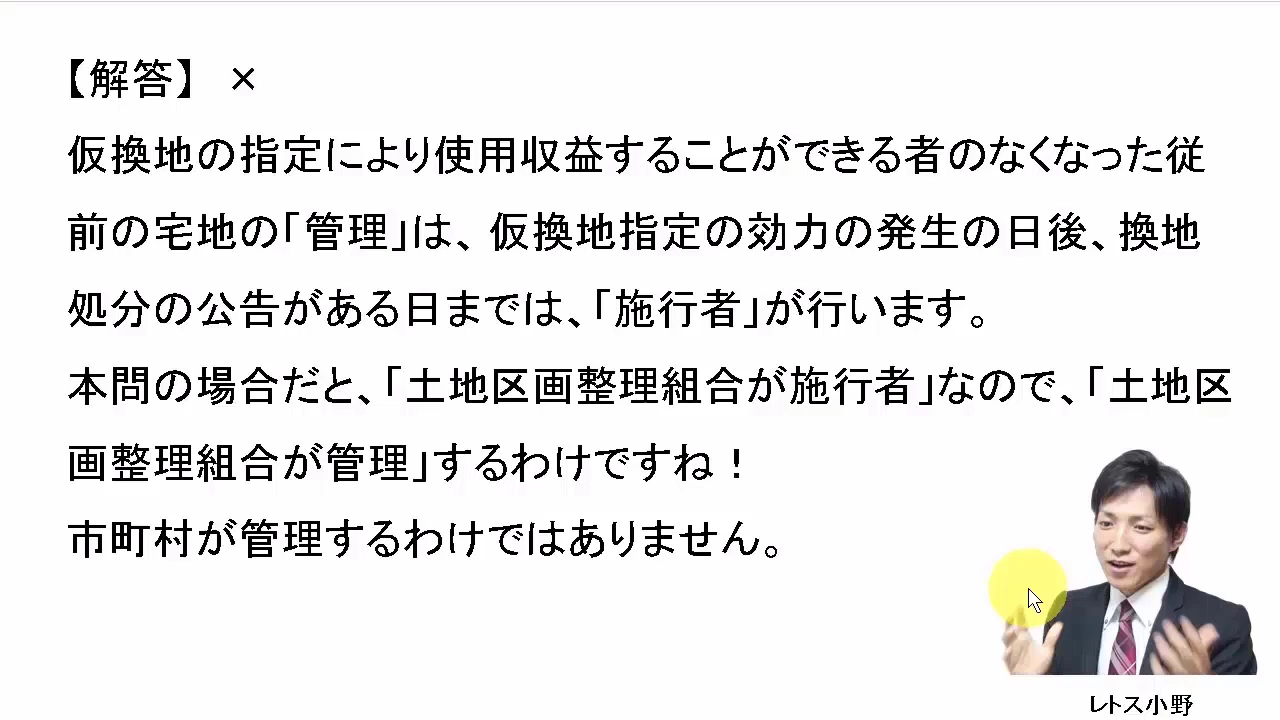 【解答】 ×
仮換地の指定により使用収益することができる者のなくなった従
前の宅地の「管理」は、仮換地指定の効力の発生の日後、換地
処分の公告がある日までは、「施行者」が行います。
本問の場合だと、「土地区画整理組合が施行者」なので、「土地区
画整理組合が管理」するわけですね！
市町村が管理するわけではありません。
レトス小野